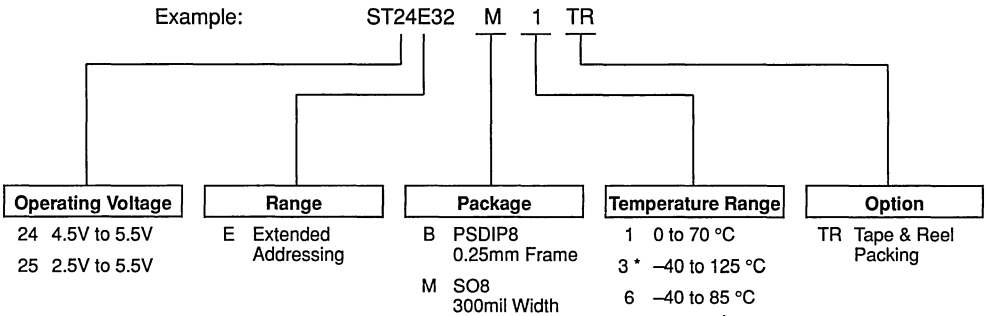 Example: ST24E32 M 1 TR
Operating Voltage
24 4.5V to 5.5V
25 2.5V to 5.5V
Range
E Extended
Addressing
Package
B PSDIP8
0.25mm Frame
M SO8
300mil Width
Temperature Range
1 0 to 70 °C
3 * –40 to 125 °C
6 –40 to 85 °C
Option
TR Tape & Reel
Packing